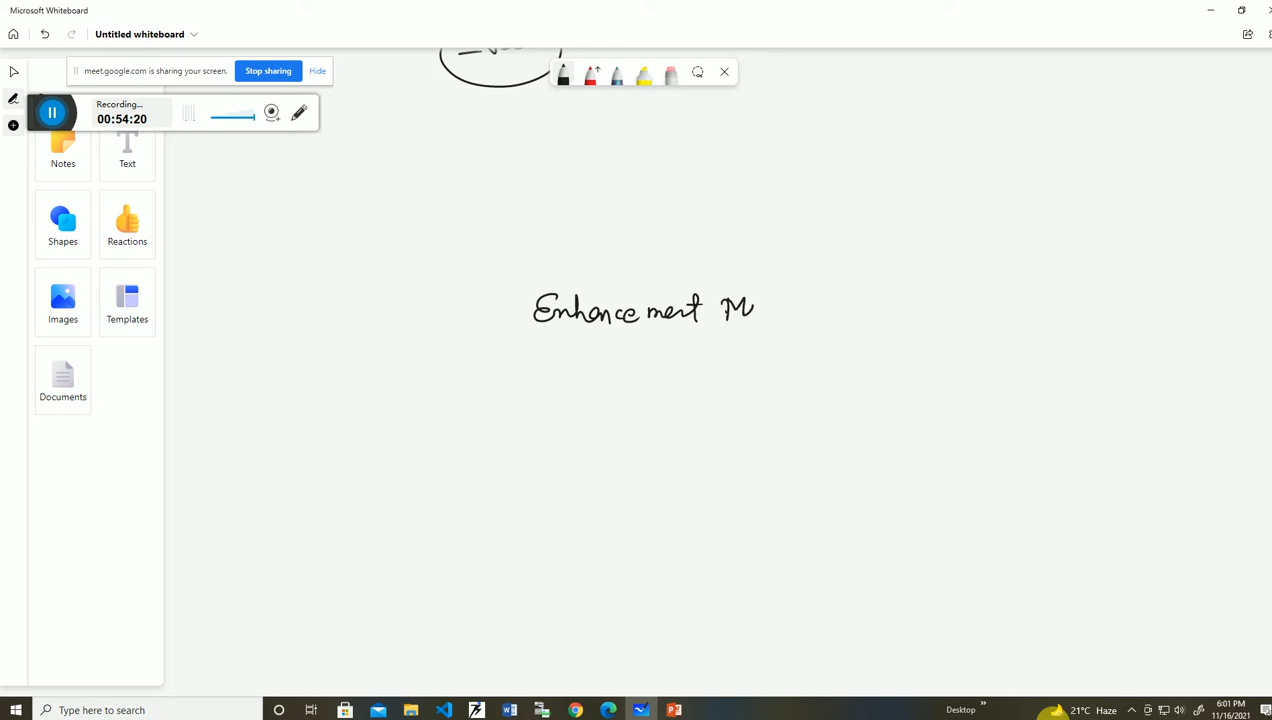 Microsoft Whiteboard
Untitled whiteboard
meet.google.com is sharing your screen.
Stop sharing
Hide
Recording...
00:54:20
Notes
Text
Shapes
Reactions
Images
Templates
Documents
Enhancement M
Type here to search
Desktop
21°C Haze
6:01 PM
11/16/2021